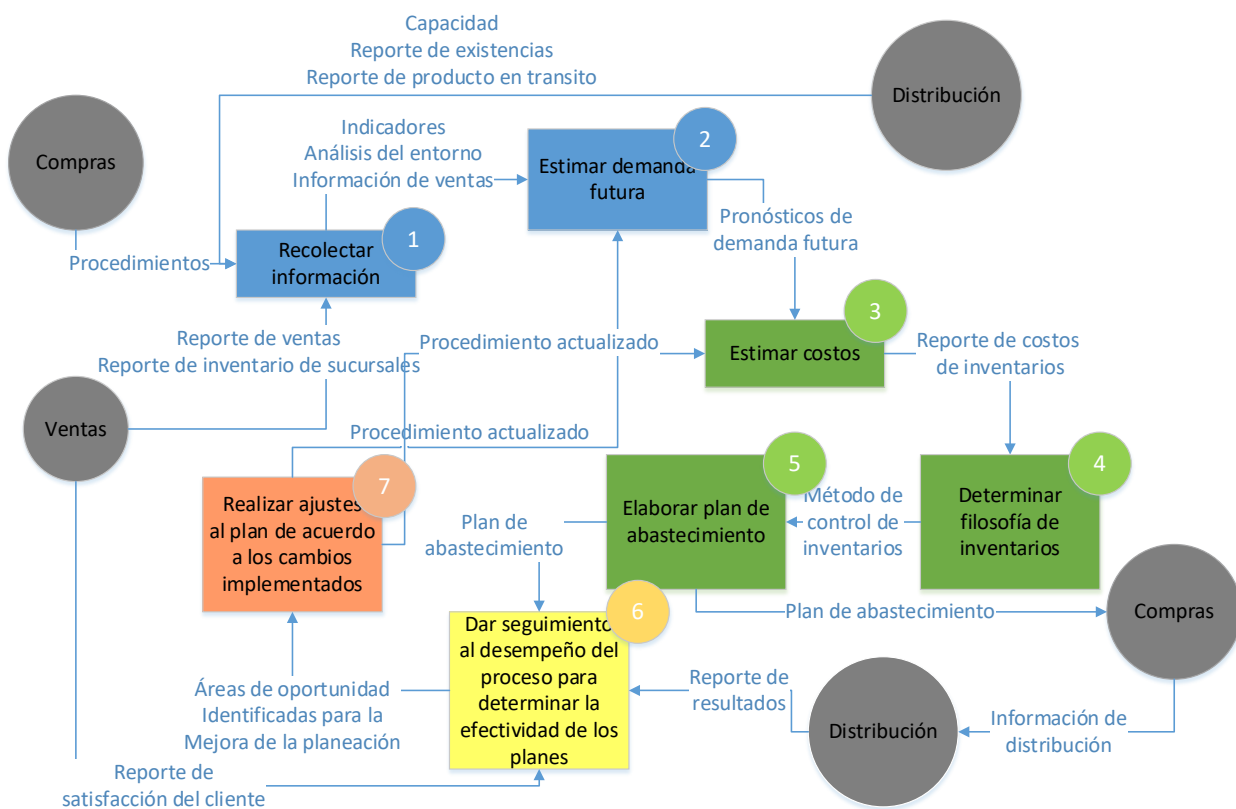 Capacidad
Reporte de existencias
Reporte de producto en transito
Distribución
Compras
Indicadores
Análisis del entorno
Información de ventas
2
Estimar demanda
futura
Pronósticos de
demanda futura
1
Recolectar
información
Procedimientos
3
Estimar costos
Reporte de ventas
Reporte de inventario de sucursales
Procedimiento actualizado
Reporte de costos
de inventarios
Ventas
Procedimiento actualizado
7
Realizar ajustes
al plan de acuerdo
a los cambios
implementados
5
Elaborar plan de
abastecimiento
Método de
control de
inventarios
4
Determinar
filosofía de
inventarios
Plan de
abastecimiento
6
Dar seguimiento
al desempeño del
proceso para
determinar la
efectividad de los
planes
Plan de abastecimiento
Compras
Áreas de oportunidad
Identificadas para la
Mejora de la planeación
Reporte de
resultados
Distribución
Información de
distribución
Reporte de
satisfacción del cliente